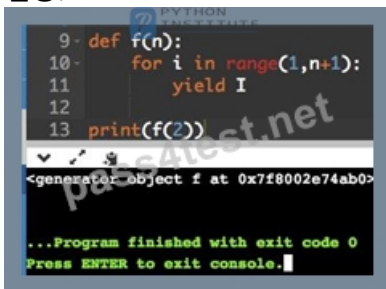 PYTHON
INSTITUTE
9 def f(n):
10 for i in range(1,n+1):
11 yield I
12
13 print(f(2))
pass4test.net
<generator object f at 0x7f8002e74ab0>
...Program finished with exit code 0
Press ENTER to exit console.